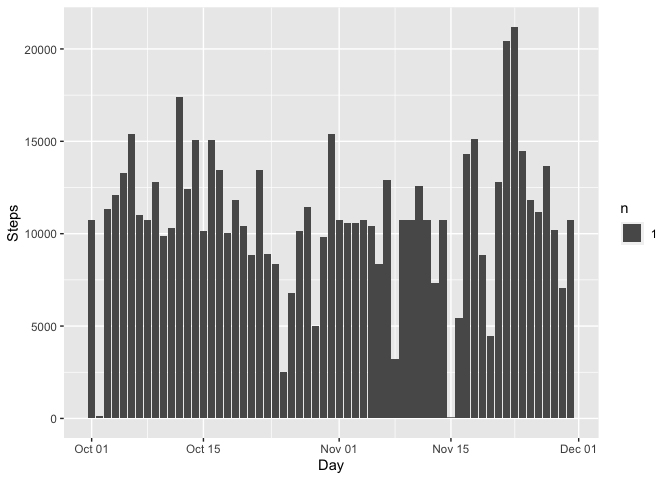 20000
15000
10000
5000
0
Steps
Oct 01
Oct 15
Nov 01
Nov 15
Dec 01
Day
n
1